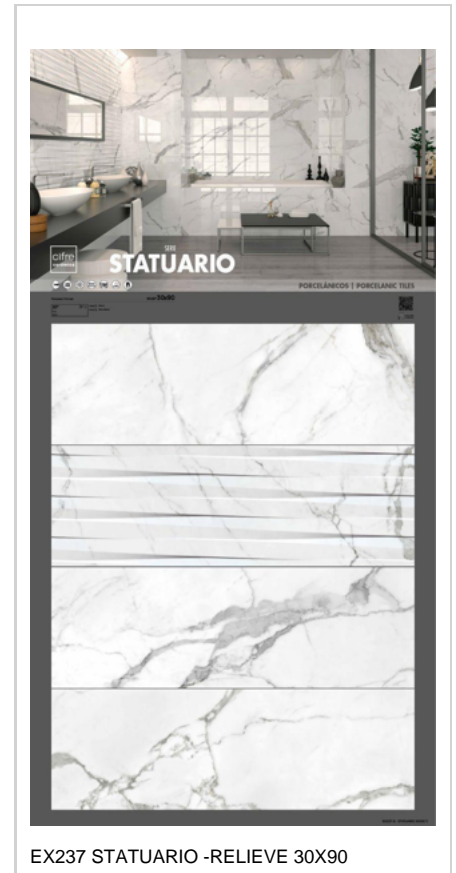 cifre
SERIE
STATUARIO
PORCELÁNICOS | PORCELANIC TILES
30x90
EX237 STATUARIO -RELIEVE 30X90